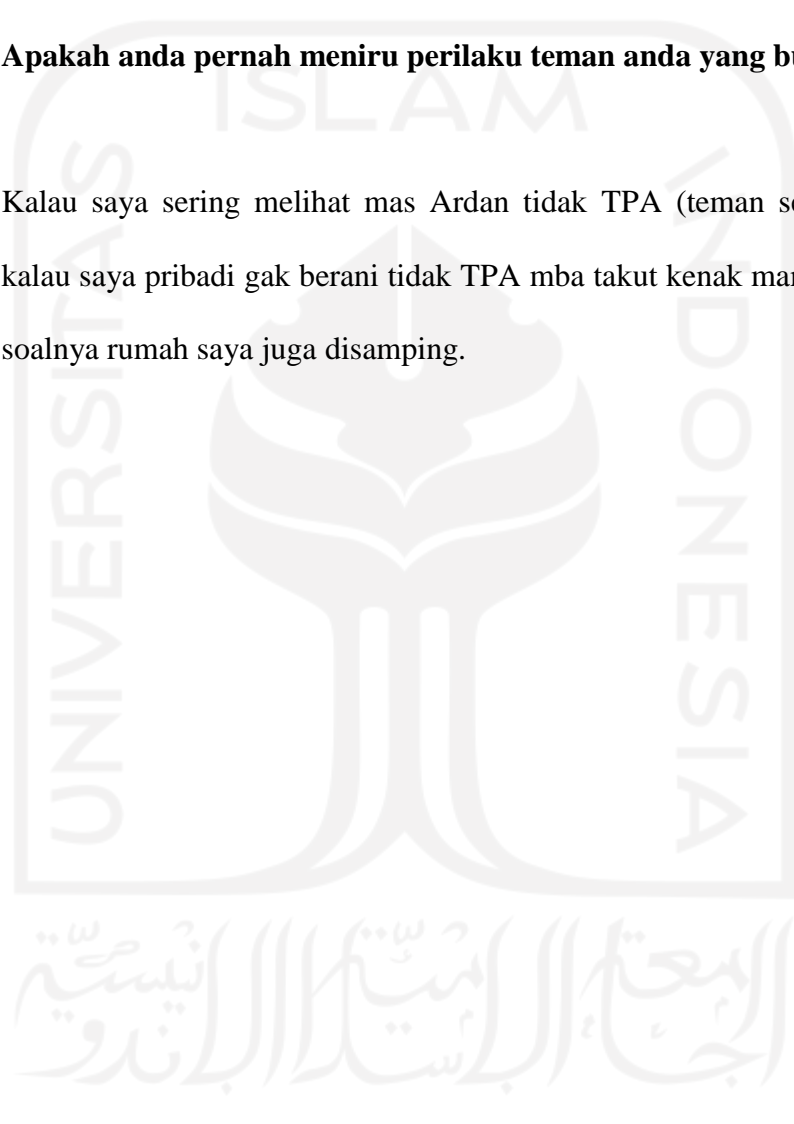 Apakah anda pernah meniru perilaku teman anda yang
Kalau saya sering melihat mas Ardan tidak TPA (teman
kalau saya pribadi gak berani tidak TPA mba takut kenak
soalnya rumah saya juga disamping.
ISLAM
UNIVERSITAS
INDONESIA